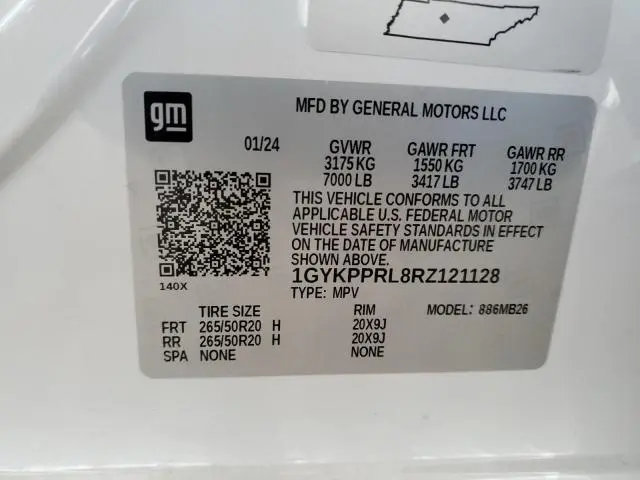 gm
MFD BY GENERAL MOTORS LLC
01/24 GVWR GAWR FRT GAWR RR
3175 KG 1550 KG 1700 KG
7000 LB 3417 LB 3747 LB
THIS VEHICLE CONFORMS TO ALL
APPLICABLE U.S. FEDERAL MOTOR
VEHICLE SAFETY STANDARDS IN EFFECT
ON THE DATE OF MANUFACTURE
SHOWN ABOVE.
1GYKPPRL8RZ121128
140X
TYPE: MPV
TIRE SIZE RIM MODEL: 886MB26
FRT 265/50R20 H 20X9J
RR 265/50R20 H 20X9J
SPA NONE NONE